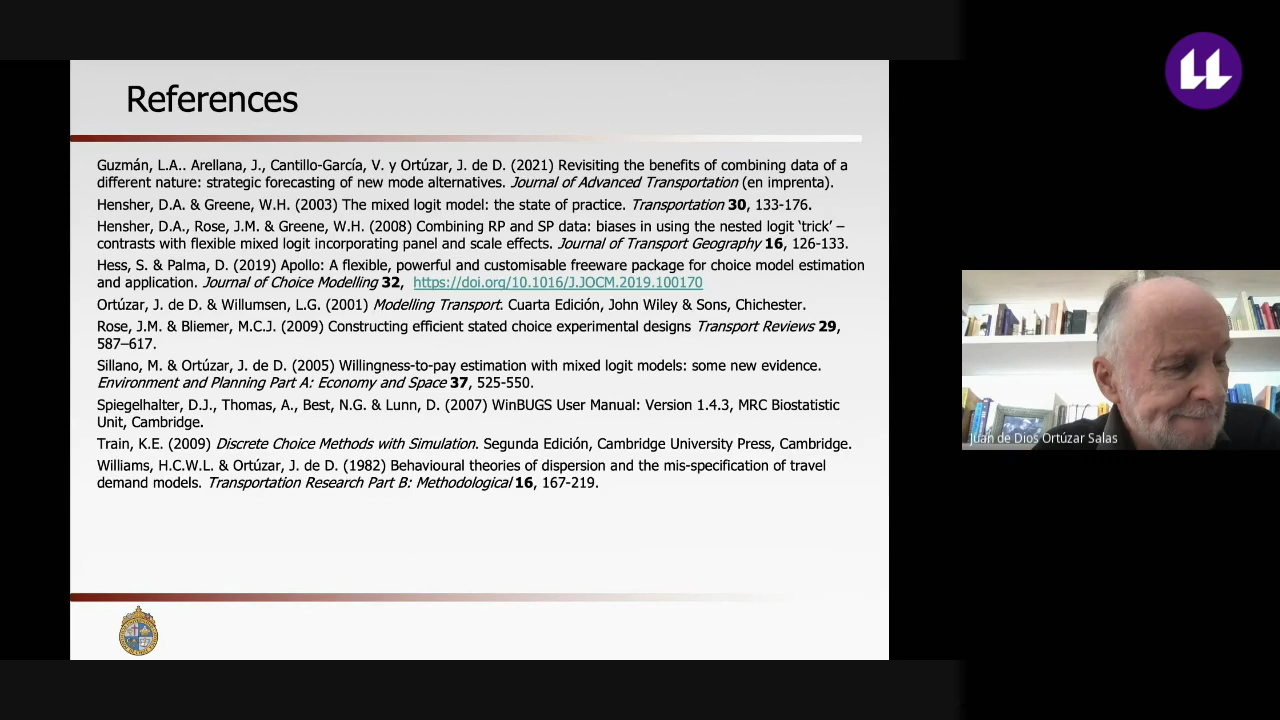 References
Guzmán, L.A.. Arellana, J., Cantillo-García, V. y Ortúzar, J. de D. (2021) Revisiting the benefits of combining data of a
different nature: strategic forecasting of new mode alternatives. Journal of Advanced Transportation (en imprenta).
Hensher, D.A. & Greene, W.H. (2003) The mixed logit model: the state of practice. Transportation 30, 133-176.
Hensher, D.A., Rose, J.M. & Greene, W.H. (2008) Combining RP and SP data: biases in using the nested logit ‘trick’ –
contrasts with flexible mixed logit incorporating panel and scale effects. Journal of Transport Geography 16, 126-133.
Hess, S. & Palma, D. (2019) Apollo: A flexible, powerful and customisable freeware package for choice model estimation
and application. Journal of Choice Modelling 32, https://doi.org/10.1016/J.JOCM.2019.100170
Ortúzar, J. de D. & Willumsen, L.G. (2001) Modelling Transport. Cuarta Edición, John Wiley & Sons, Chichester.
Rose, J.M. & Bliemer, M.C.J. (2009) Constructing efficient stated choice experimental designs Transport Reviews 29,
587–617.
Sillano, M. & Ortúzar, J. de D. (2005) Willingness-to-pay estimation with mixed logit models: some new evidence.
Environment and Planning Part A: Economy and Space 37, 525-550.
Spiegelhalter, D.J., Thomas, A., Best, N.G. & Lunn, D. (2007) WinBUGS User Manual: Version 1.4.3, MRC Biostatistic
Unit, Cambridge.
Train, K.E. (2009) Discrete Choice Methods with Simulation. Segunda Edición, Cambridge University Press, Cambridge.
Williams, H.C.W.L. & Ortúzar, J. de D. (1982) Behavioural theories of dispersion and the mis-specification of travel
demand models. Transportation Research Part B: Methodological 16, 167-219.
Juan de Dios Ortúzar Salas